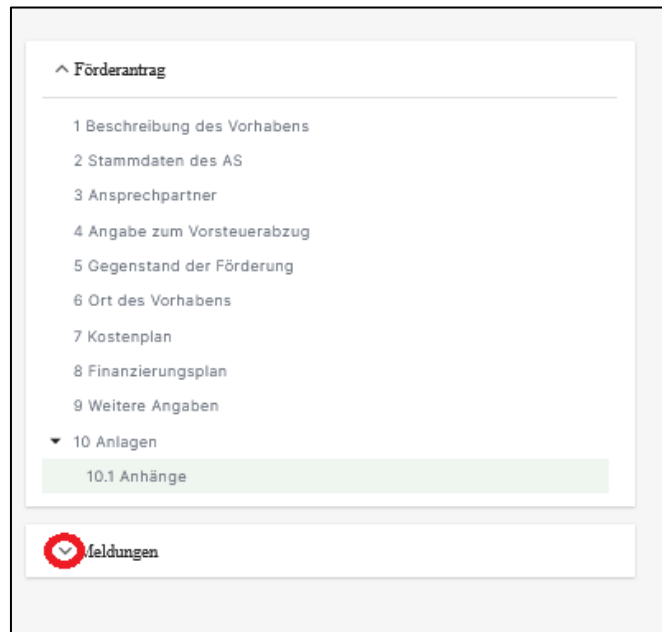 Förderantrag
1 Beschreibung des Vorhabens
2 Stammdaten des AS
3 Ansprechpartner
4 Angabe zum Vorsteuerabzug
5 Gegenstand der Förderung
6 Ort des Vorhabens
7 Kostenplan
8 Finanzierungsplan
9 Weitere Angaben
10 Anlagen
10.1 Anhänge
Meldungen